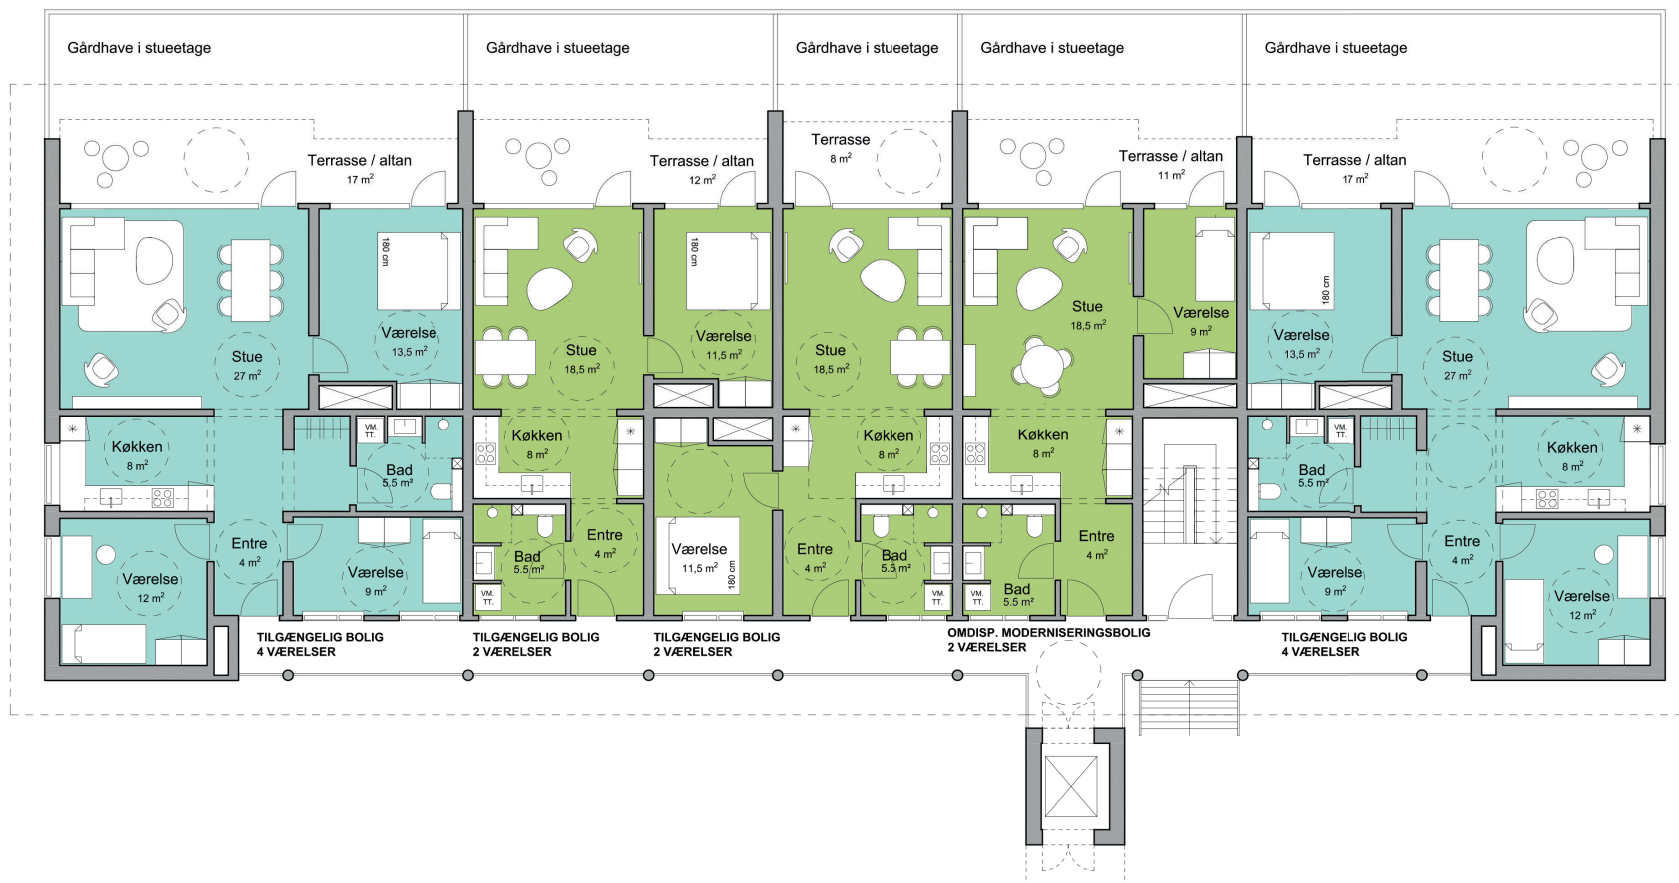 Gårdhave i stueetage
Gårdhave i stueetage
Gårdhave i stueetage
Gårdhave i stueetage
Gårdhave i stueetage
Terrasse / altan
17 m²
Terrasse / altan
12 m²
Terrasse
8 m²
Terrasse / altan
11 m²
Terrasse / altan
17 m²
180 cm
180 cm
180 cm
Stue
27 m²
Værelse
13,5 m²
Stue
18,5 m²
Værelse
11,5 m²
Stue
18,5 m²
Stue
18,5 m²
Værelse
9 m²
Værelse
13,5 m²
Stue
27 m²
Køkken
8 m²
VM.
TT.
Bad
5.5 m²
Køkken
8 m²
Køkken
8 m²
Køkken
8 m²
VM.
TT.
Bad
5.5 m²
Køkken
8 m²
Værelse
12 m²
Entre
4 m²
Værelse
9 m²
Bad
5.5 m²
VM.
TT.
Entre
4 m²
Værelse
11,5 m²
180 cm
Entre
4 m²
Bad
5.5 m²
VM.
TT.
Bad
5.5 m²
VM.
TT.
Entre
4 m²
Værelse
9 m²
Entre
4 m²
Værelse
12 m²
TILGÆNGELIG BOLIG
4 VÆRELSER
TILGÆNGELIG BOLIG
2 VÆRELSER
TILGÆNGELIG BOLIG
2 VÆRELSER
OMDISP. MODERNISERINGSBOLIG
2 VÆRELSER
TILGÆNGELIG BOLIG
4 VÆRELSER